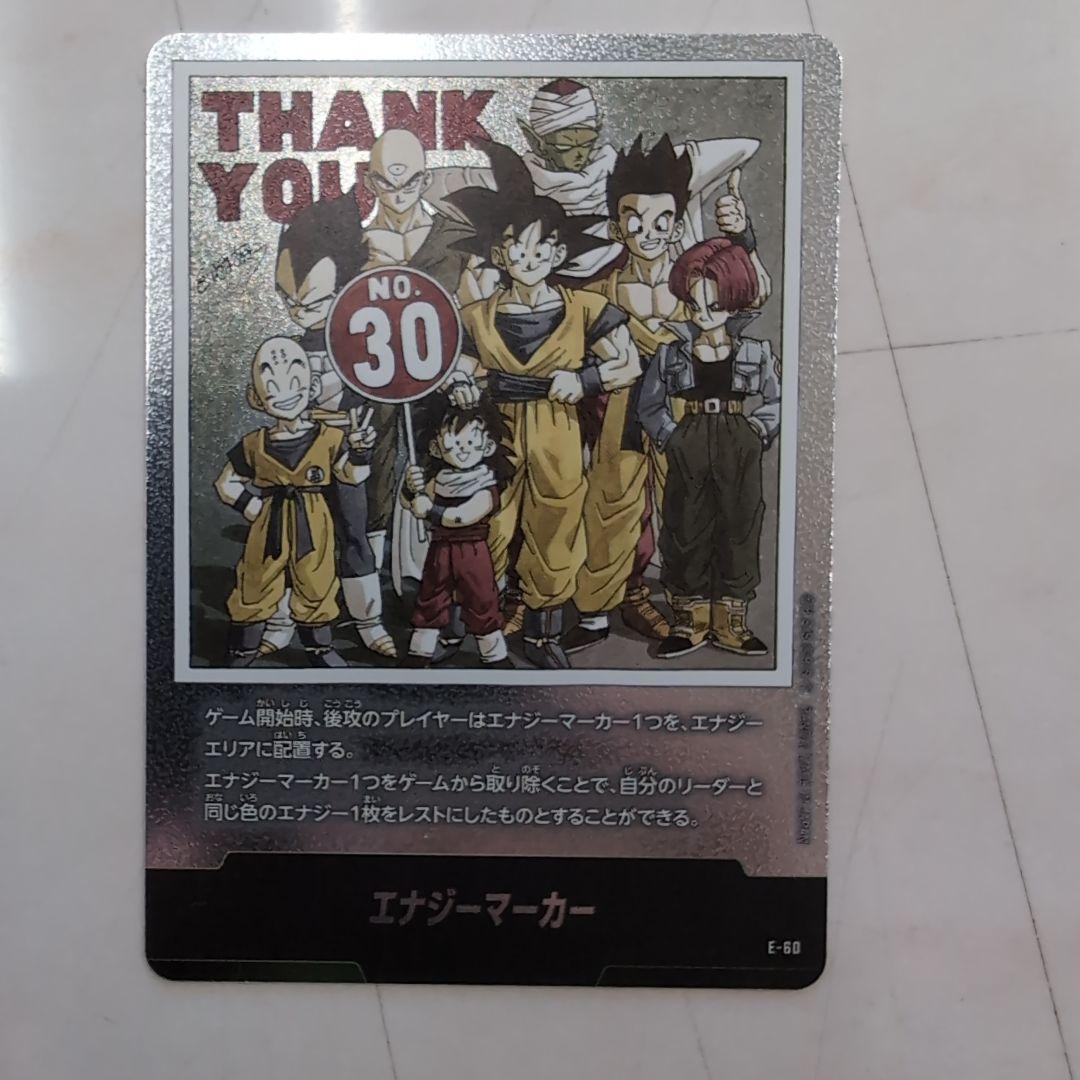 THANK
YOU
NO.
30
ゲーム開始時、後攻のプレイヤーはエナジーマーカー1つを、エナジー
エリアに配置する。
エナジーマーカー1つをゲームから取り除くことで、自分のリーダーと
同じ色のエナジー1枚をレストにしたものとすることができる。
エナジーマーカー
E-60